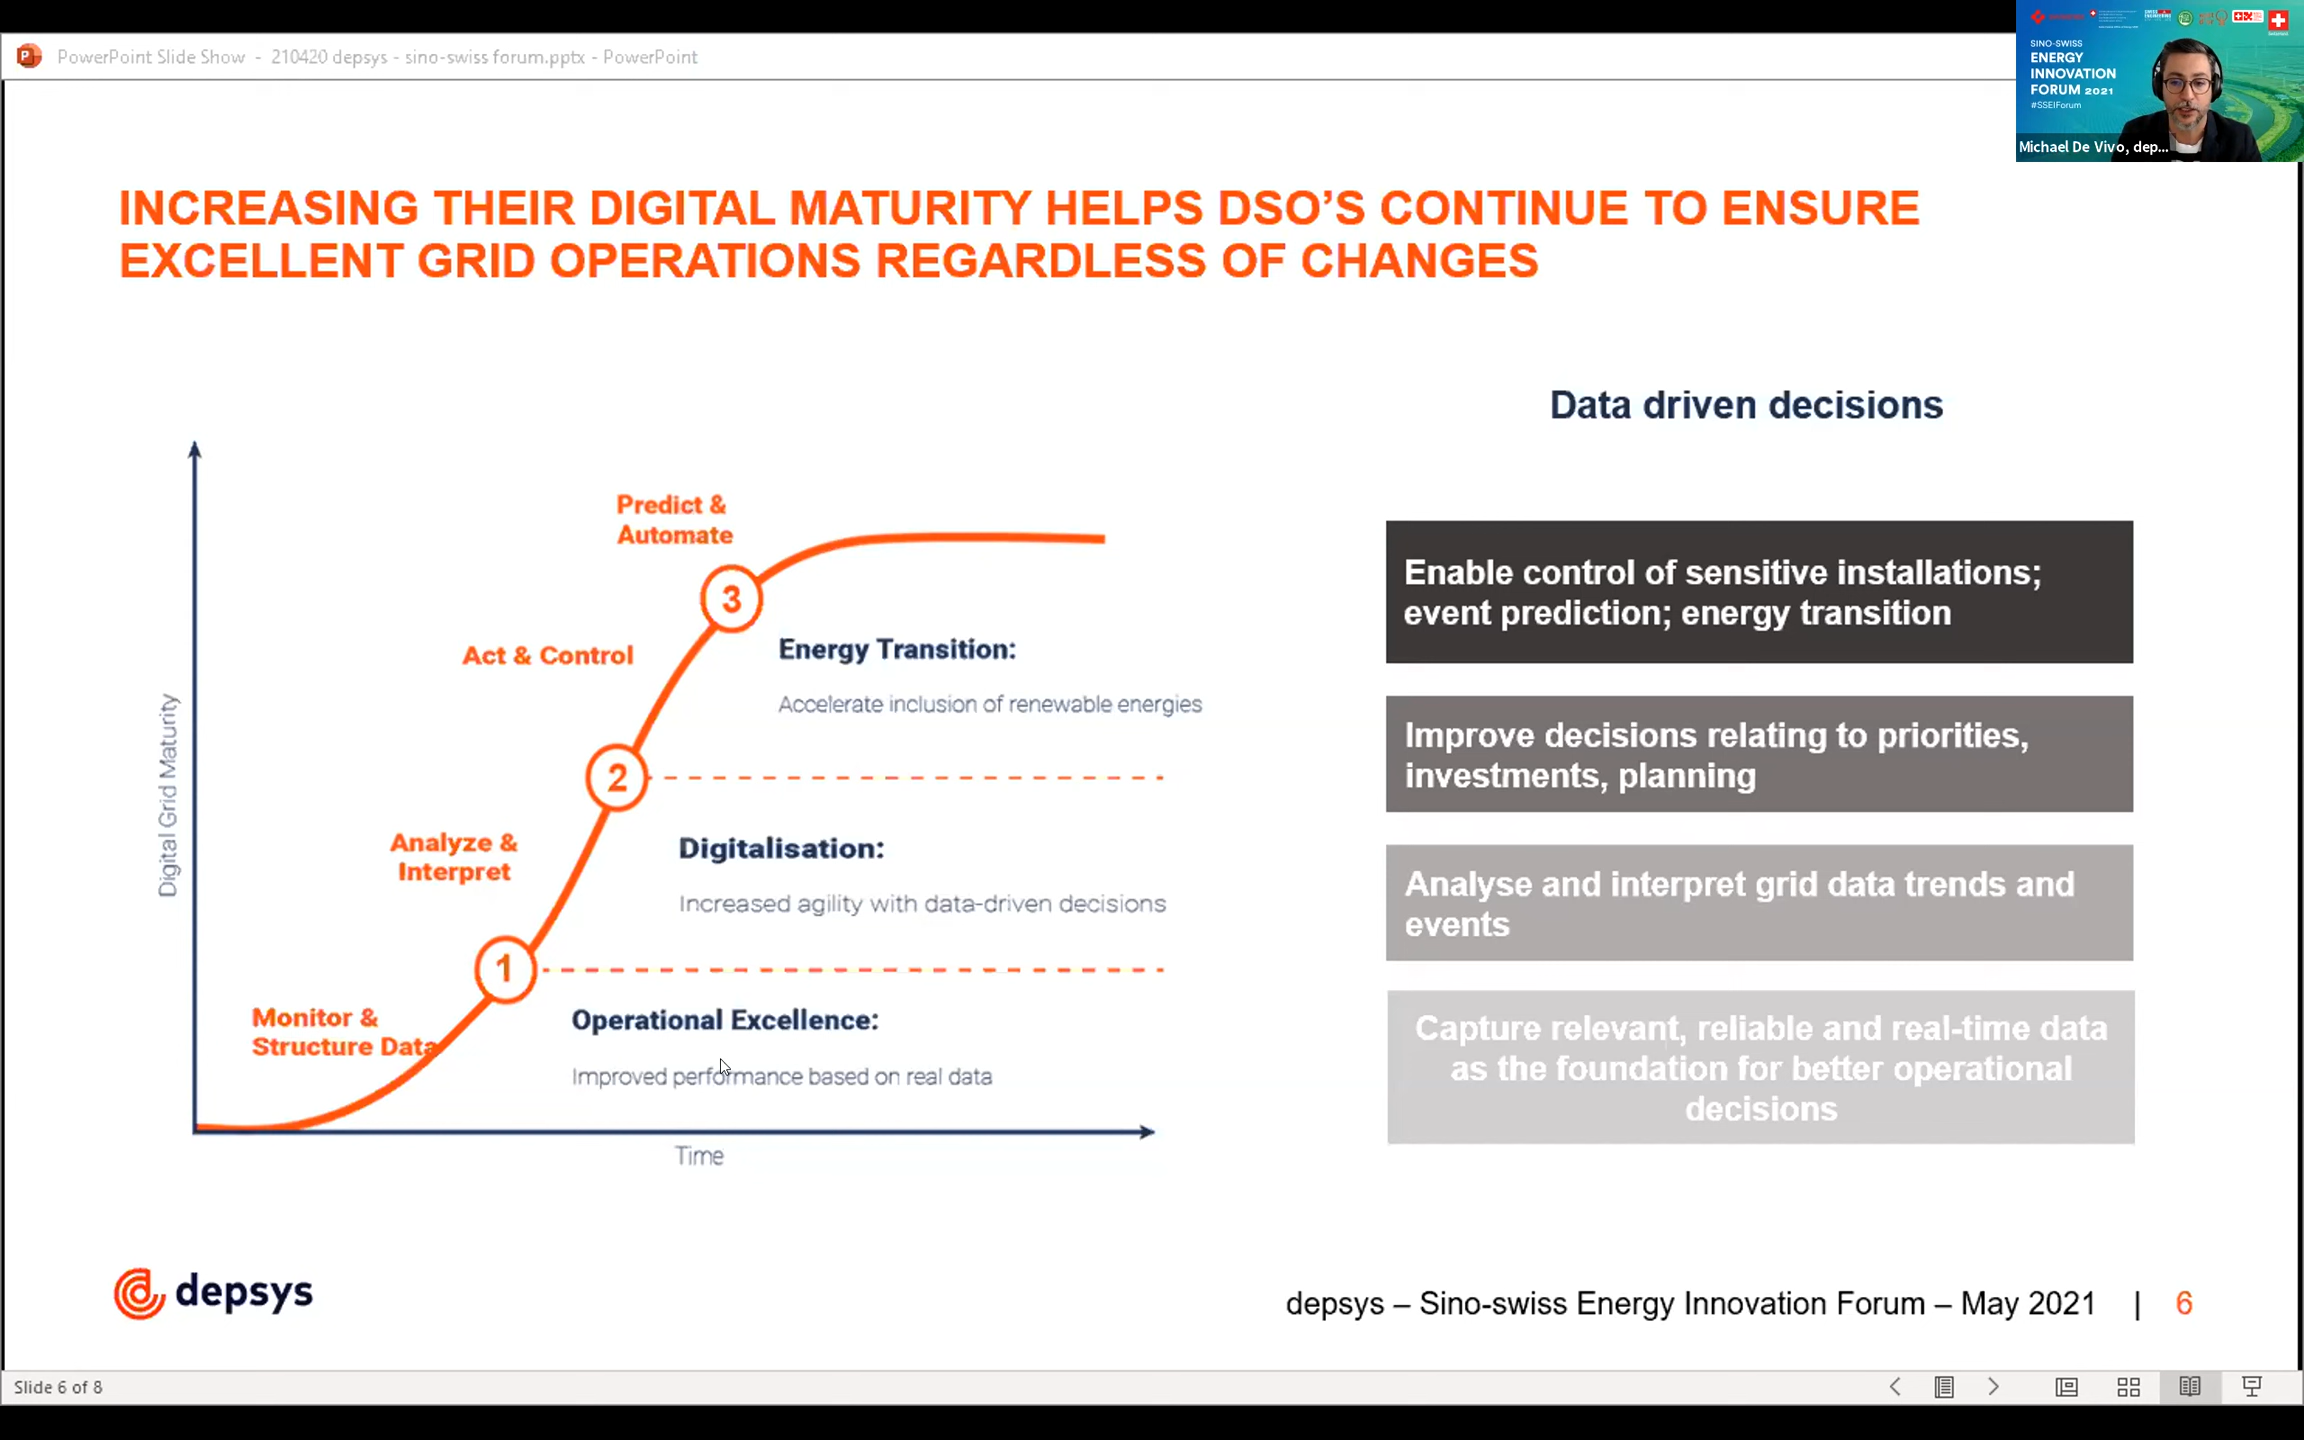 PowerPoint Slide Show - 210420 depsys - sino-swiss forum.pptx - PowerPoint
SINO-SWISS
ENERGY
INNOVATION
FORUM 2021
#SSEIForum
Michael De Vivo, dep...
INCREASING THEIR DIGITAL MATURITY HELPS DSO'S CONTINUE TO ENSURE
EXCELLENT GRID OPERATIONS REGARDLESS OF CHANGES
Digital Grid Maturity
Predict &
Automate
3
Act & Control
Energy Transition:
Accelerate inclusion of renewable energies
2
Analyze &
Interpret
Digitalisation:
Increased agility with data-driven decisions
1
Monitor &
Structure Data
Operational Excellence:
Improved performance based on real data
Time
Data driven decisions
Enable control of sensitive installations;
event prediction; energy transition
Improve decisions relating to priorities,
investments, planning
Analyse and interpret grid data trends and
events
Capture relevant, reliable and real-time data
as the foundation for better operational
decisions
depsys
depsys – Sino-swiss Energy Innovation Forum – May 2021 | 6
Slide 6 of 8